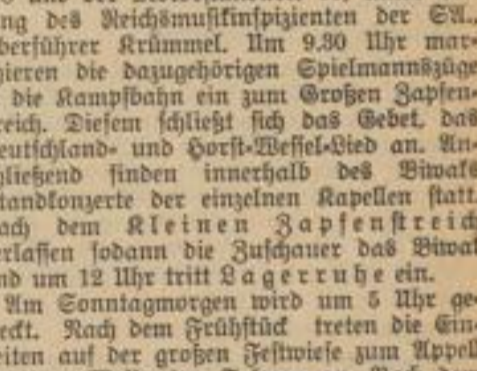 ng des Reichsmusikinspizienten der SA.,
berführer Krümmel. Um 9.30 Uhr mar-
ieren die dazugehörigen Spielmannszüge
die Kampfbahn ein zum Großen Zapfen-
reich. Diesem schließt sich das Gebet, das
eutschland- und Horst-Wessel-Lied an. An-
hließend finden innerhalb des Biwaks
tandkonzerte der einzelnen Kapellen statt.
ach dem Kleinen Zapfenstreich
erlassen sodann die Zuschauer das Biwak
nd um 12 Uhr tritt Lagerruhe ein.
Am Sonntagmorgen wird um 5 Uhr ge-
eckt. Nach dem Frühstück treten die Ein-
eiten auf der großen Festwiese zum Appell